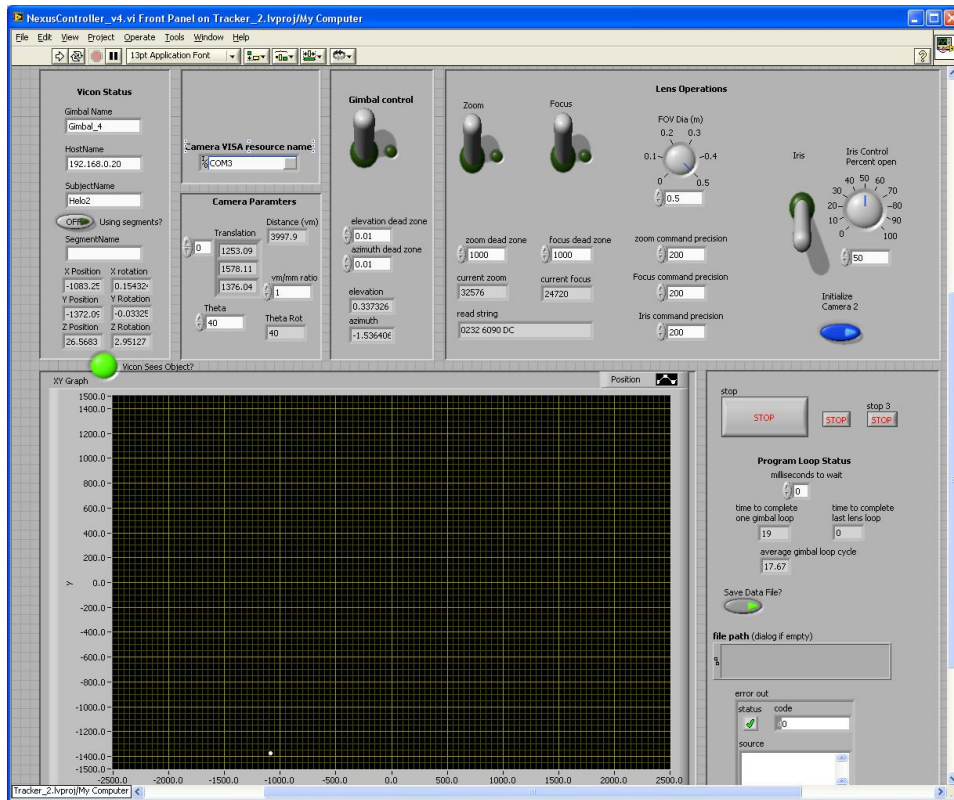 NexusController_v4.vi Front Panel on Tracker_2.lvproj/My Computer
File Edit View Project Operate Tools Window Help
13pt Application Font
Vicon Status
Gimbal Name
Gimbal_4
HostName
192.168.0.20
SubjectName
Helo2
OFF Using segments?
SegmentName
X Position X rotation
-1083.25 0.154324
Y Position Y Rotation
-1372.09 -0.03325
Z Position Z Rotation
26.5683 2.95127
Vicon Sees Object?
Camera VISA resource name
COM3
Camera Paramters
Translation
0
1253.09
1578.11
1376.04
Distance (vm)
3997.9
vm/mm ratio
1
Theta
40
Theta Rot
40
Gimbal control
elevation dead zone
0.01
azimuth dead zone
0.01
elevation
0.337326
azimuth
-1.536406
Lens Operations
Zoom
Focus
FOV Dia (m)
0.2 0.3
0.1 0.4
0 0.5
0.5
Iris
Iris Control
Percent open
40 50 60
30 70
20 80
10 90
0 100
50
zoom dead zone
1000
focus dead zone
1000
zoom command precision
200
current zoom
32576
current focus
24720
Focus command precision
200
read string
0232 6090 DC
Iris command precision
200
Initialize
Camera 2
XY Graph
Position
1500.0
1400.0
1200.0
1000.0
800.0
600.0
400.0
200.0
0.0
-200.0
-400.0
-600.0
-800.0
-1000.0
-1200.0
-1400.0
-1500.0
Y
-2500.0 -2000.0 -1500.0 -1000.0 -500.0 0.0 500.0 1000.0 1500.0 2000.0 2500.0
stop
STOP
STOP
stop 3
STOP
Program Loop Status
milliseconds to wait
0
time to complete
one gimbal loop
19
time to complete
last lens loop
0
average gimbal loop cycle
17.67
Save Data File?
file path (dialog if empty)
error out
status code
0
source
Tracker_2.lvproj/My Computer